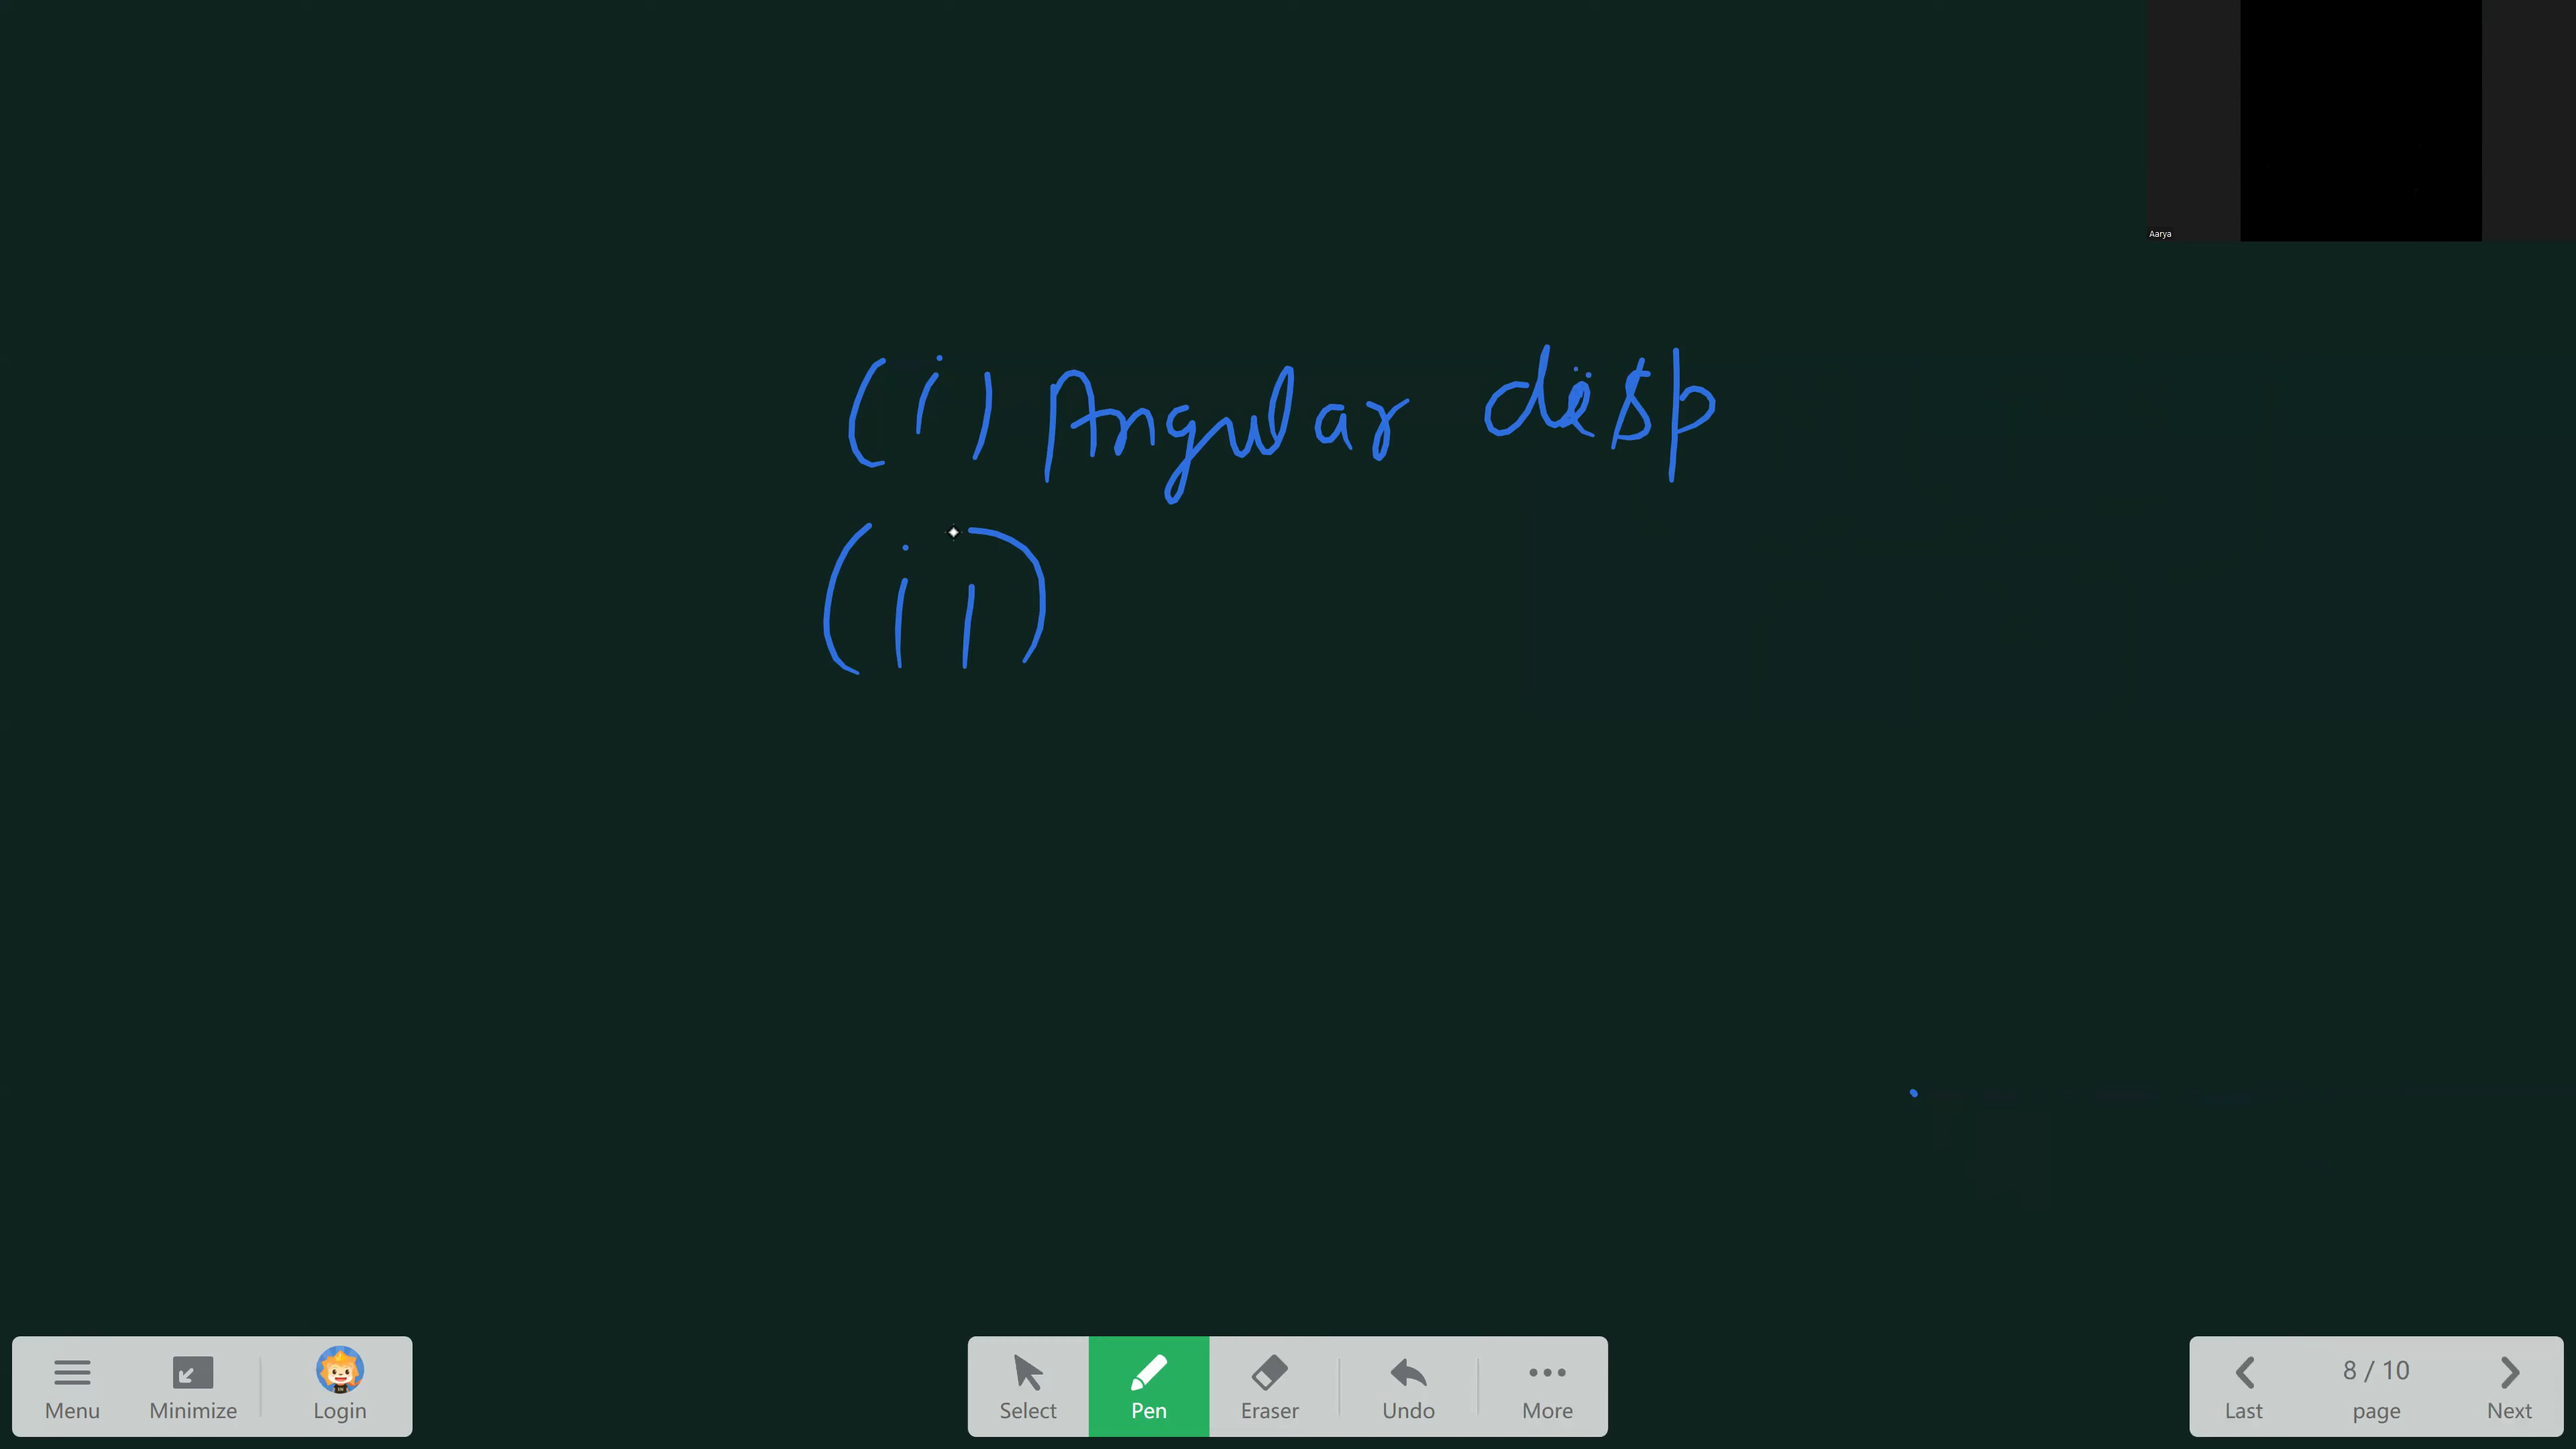 Aarya
(i) Angular disp
(ii)
Menu Minimize Login Select Pen Eraser Undo More Last 8 / 10 page Next